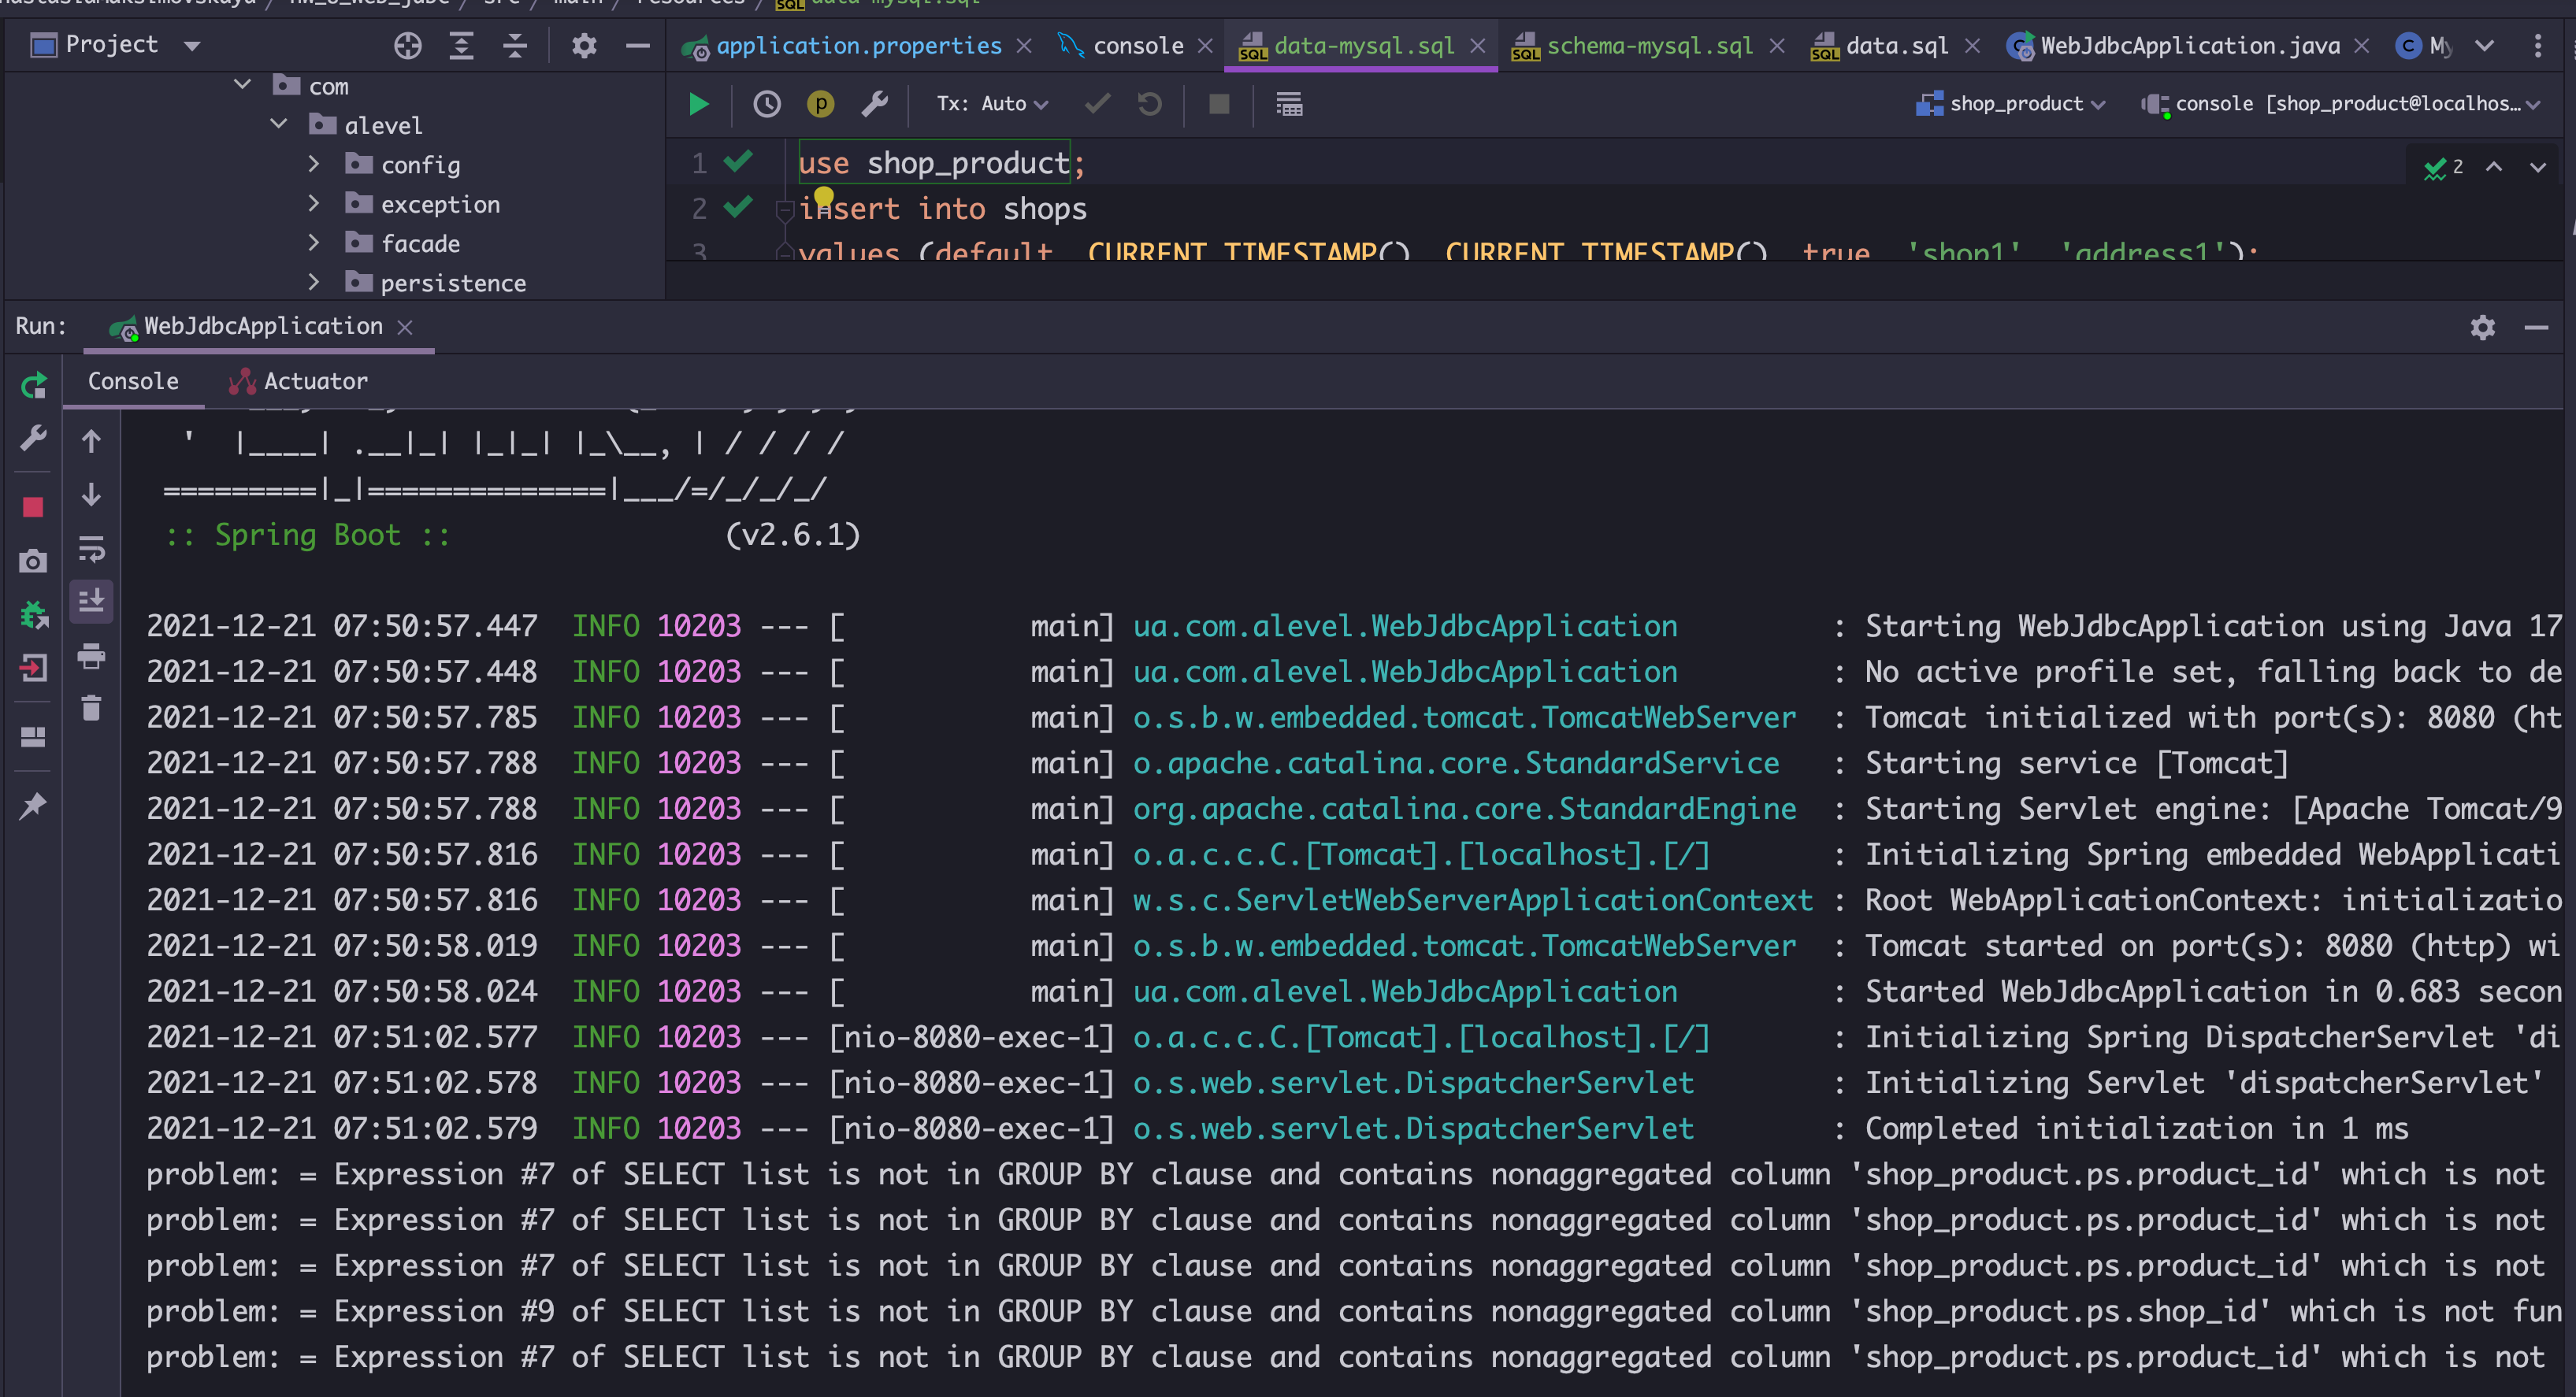 src / main / resources / data-mysql.sql
Project
application.properties console data-mysql.sql schema-mysql.sql data.sql WebJdbcApplication.java My
com
alevel
config
exception
facade
persistence
Tx: Auto shop_product console [shop_product@localhos...
1 use shop_product; 2
2 insert into shops
3 values (default CURRENT_TIMESTAMP() CURRENT_TIMESTAMP() true 'shop1' 'address1');
Run: WebJdbcApplication
Console Actuator
' |____| .__|_| |_|_| |_\__, | / / / /
=========|_|==============|___/=/_/_/_/
:: Spring Boot :: (v2.6.1)
2021-12-21 07:50:57.447 INFO 10203 --- [ main] ua.com.alevel.WebJdbcApplication : Starting WebJdbcApplication using Java 17
2021-12-21 07:50:57.448 INFO 10203 --- [ main] ua.com.alevel.WebJdbcApplication : No active profile set, falling back to de
2021-12-21 07:50:57.785 INFO 10203 --- [ main] o.s.b.w.embedded.tomcat.TomcatWebServer : Tomcat initialized with port(s): 8080 (ht
2021-12-21 07:50:57.788 INFO 10203 --- [ main] o.apache.catalina.core.StandardService : Starting service [Tomcat]
2021-12-21 07:50:57.788 INFO 10203 --- [ main] org.apache.catalina.core.StandardEngine : Starting Servlet engine: [Apache Tomcat/9
2021-12-21 07:50:57.816 INFO 10203 --- [ main] o.a.c.c.C.[Tomcat].[localhost].[/] : Initializing Spring embedded WebApplicati
2021-12-21 07:50:57.816 INFO 10203 --- [ main] w.s.c.ServletWebServerApplicationContext : Root WebApplicationContext: initializatio
2021-12-21 07:50:58.019 INFO 10203 --- [ main] o.s.b.w.embedded.tomcat.TomcatWebServer : Tomcat started on port(s): 8080 (http) wi
2021-12-21 07:50:58.024 INFO 10203 --- [ main] ua.com.alevel.WebJdbcApplication : Started WebJdbcApplication in 0.683 secon
2021-12-21 07:51:02.577 INFO 10203 --- [nio-8080-exec-1] o.a.c.c.C.[Tomcat].[localhost].[/] : Initializing Spring DispatcherServlet 'di
2021-12-21 07:51:02.578 INFO 10203 --- [nio-8080-exec-1] o.s.web.servlet.DispatcherServlet : Initializing Servlet 'dispatcherServlet'
2021-12-21 07:51:02.579 INFO 10203 --- [nio-8080-exec-1] o.s.web.servlet.DispatcherServlet : Completed initialization in 1 ms
problem: = Expression #7 of SELECT list is not in GROUP BY clause and contains nonaggregated column 'shop_product.ps.product_id' which is not
problem: = Expression #7 of SELECT list is not in GROUP BY clause and contains nonaggregated column 'shop_product.ps.product_id' which is not
problem: = Expression #7 of SELECT list is not in GROUP BY clause and contains nonaggregated column 'shop_product.ps.product_id' which is not
problem: = Expression #9 of SELECT list is not in GROUP BY clause and contains nonaggregated column 'shop_product.ps.shop_id' which is not fun
problem: = Expression #7 of SELECT list is not in GROUP BY clause and contains nonaggregated column 'shop_product.ps.product_id' which is not